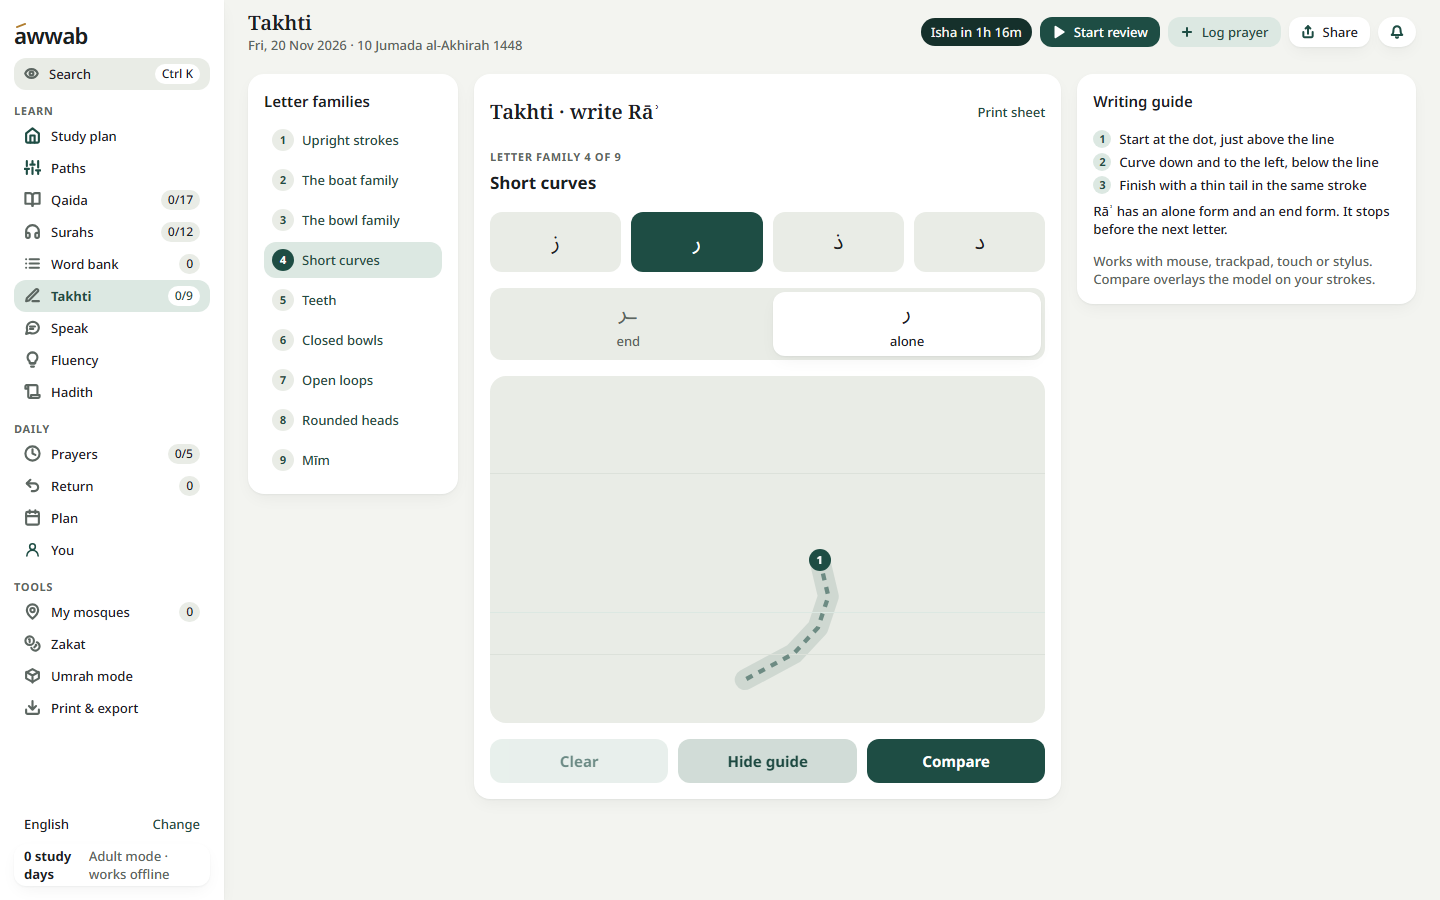 awwab
Search Ctrl K
LEARN
Study plan
Paths
Qaida 0/17
Surahs 0/12
Word bank 0
Takhti 0/9
Speak
Fluency
Hadith
DAILY
Prayers 0/5
Return 0
Plan
You
TOOLS
My mosques 0
Zakat
Umrah mode
Print & export
English Change
0 study days
Adult mode · works offline
Takhti
Fri, 20 Nov 2026 · 10 Jumada al-Akhirah 1448
Isha in 1h 16m
Start review
Log prayer
Share
Letter families
1 Upright strokes
2 The boat family
3 The bowl family
4 Short curves
5 Teeth
6 Closed bowls
7 Open loops
8 Rounded heads
9 Mīm
Takhti · write Rāʾ
Print sheet
LETTER FAMILY 4 OF 9
Short curves
د ذ ر ز
ر
alone
ـر
end
1
Clear
Hide guide
Compare
Writing guide
1 Start at the dot, just above the line
2 Curve down and to the left, below the line
3 Finish with a thin tail in the same stroke
Rāʾ has an alone form and an end form. It stops
before the next letter.
Works with mouse, trackpad, touch or stylus.
Compare overlays the model on your strokes.